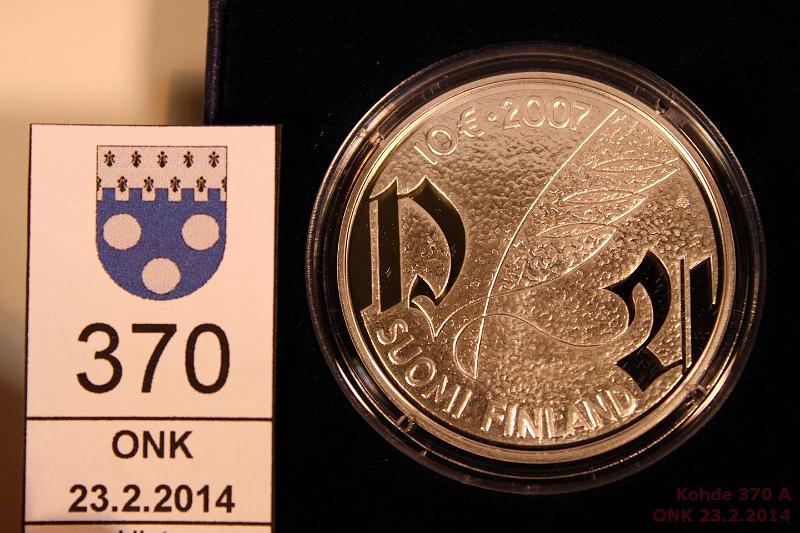 370
ONK
23.2.2014
10€·2007
SUOMI FINLAND
Kohde 370 A
ONK 23.2.2014